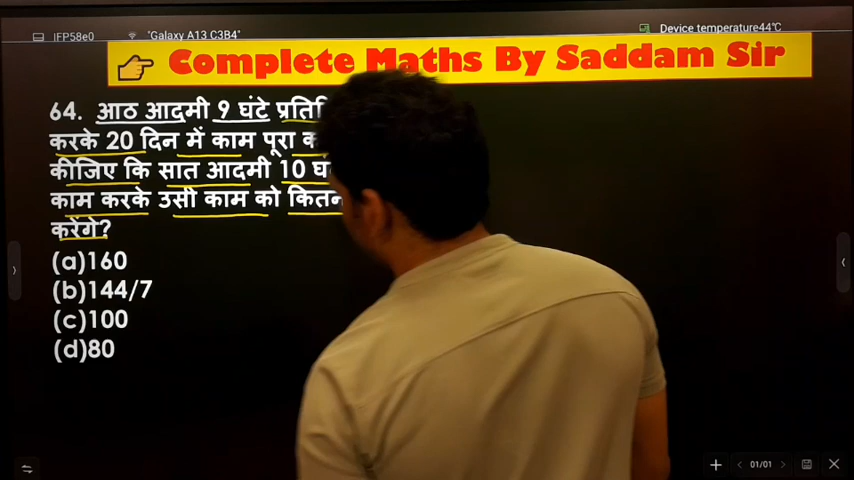 IFP58e0
"Galaxy A13 C3B4"
Device temperature44℃
Complete Maths By Saddam Sir
64. आठ आदमी 9 घंटे
करके 20 दिन में काम पूरा
कीजिए कि सात आदमी 10
काम करके उसी काम को
करेंगे?
(a)160
(b)144/7
(c)100
(d)80
01/01